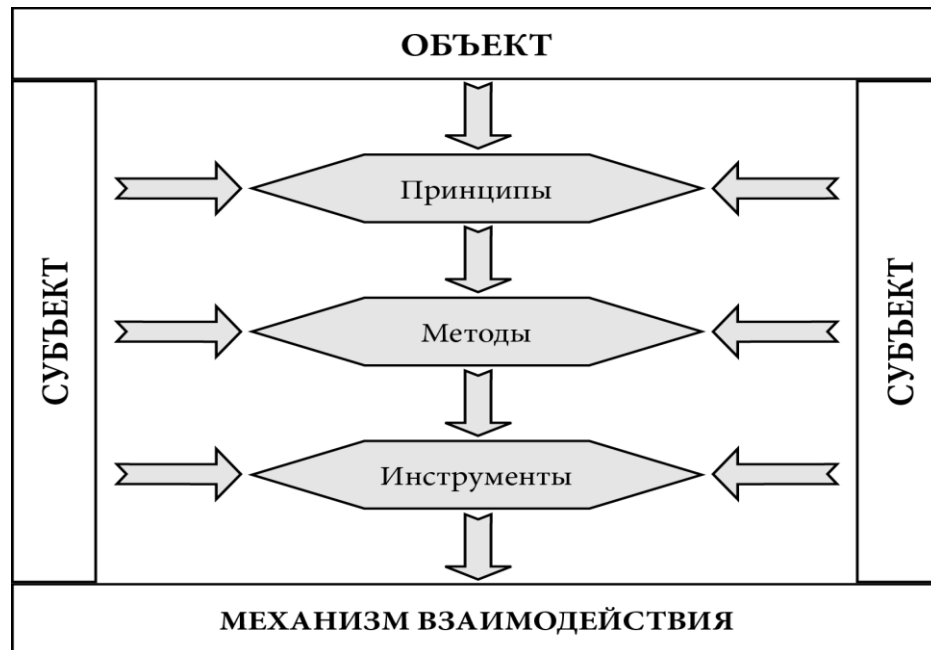 ОБЪЕКТ
СУБЪЕКТ
Принципы
Методы
Инструменты
СУБЪЕКТ
МЕХАНИЗМ ВЗАИМОДЕЙСТВИЯ